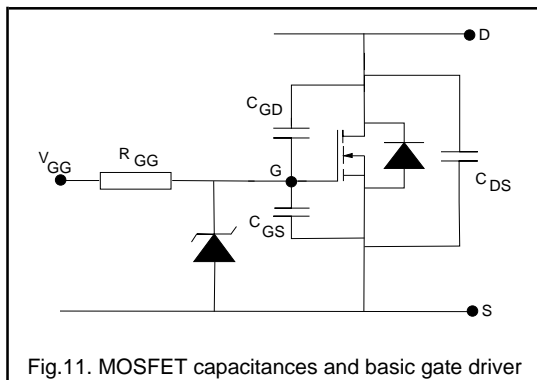 D
C GD
V GG
R GG
G
C DS
C GS
S
Fig.11. MOSFET capacitances and basic gate driver